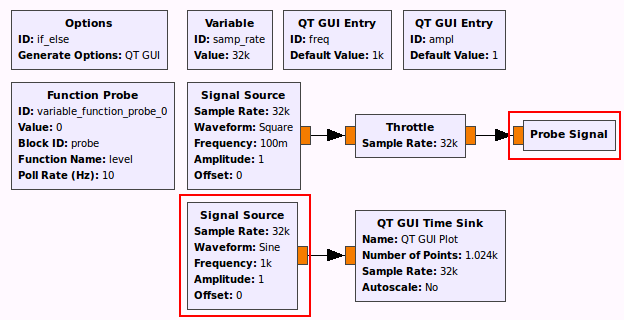 Options
ID: if_else
Generate Options: QT GUI
Variable
ID: samp_rate
Value: 32k
QT GUI Entry
ID: freq
Default Value: 1k
QT GUI Entry
ID: ampl
Default Value: 1
Function Probe
ID: variable_function_probe_0
Value: 0
Block ID: probe
Function Name: level
Poll Rate (Hz): 10
Signal Source
Sample Rate: 32k
Waveform: Square
Frequency: 100m
Amplitude: 1
Offset: 0
Throttle
Sample Rate: 32k
Probe Signal
Signal Source
Sample Rate: 32k
Waveform: Sine
Frequency: 1k
Amplitude: 1
Offset: 0
QT GUI Time Sink
Name: QT GUI Plot
Number of Points: 1.024k
Sample Rate: 32k
Autoscale: No